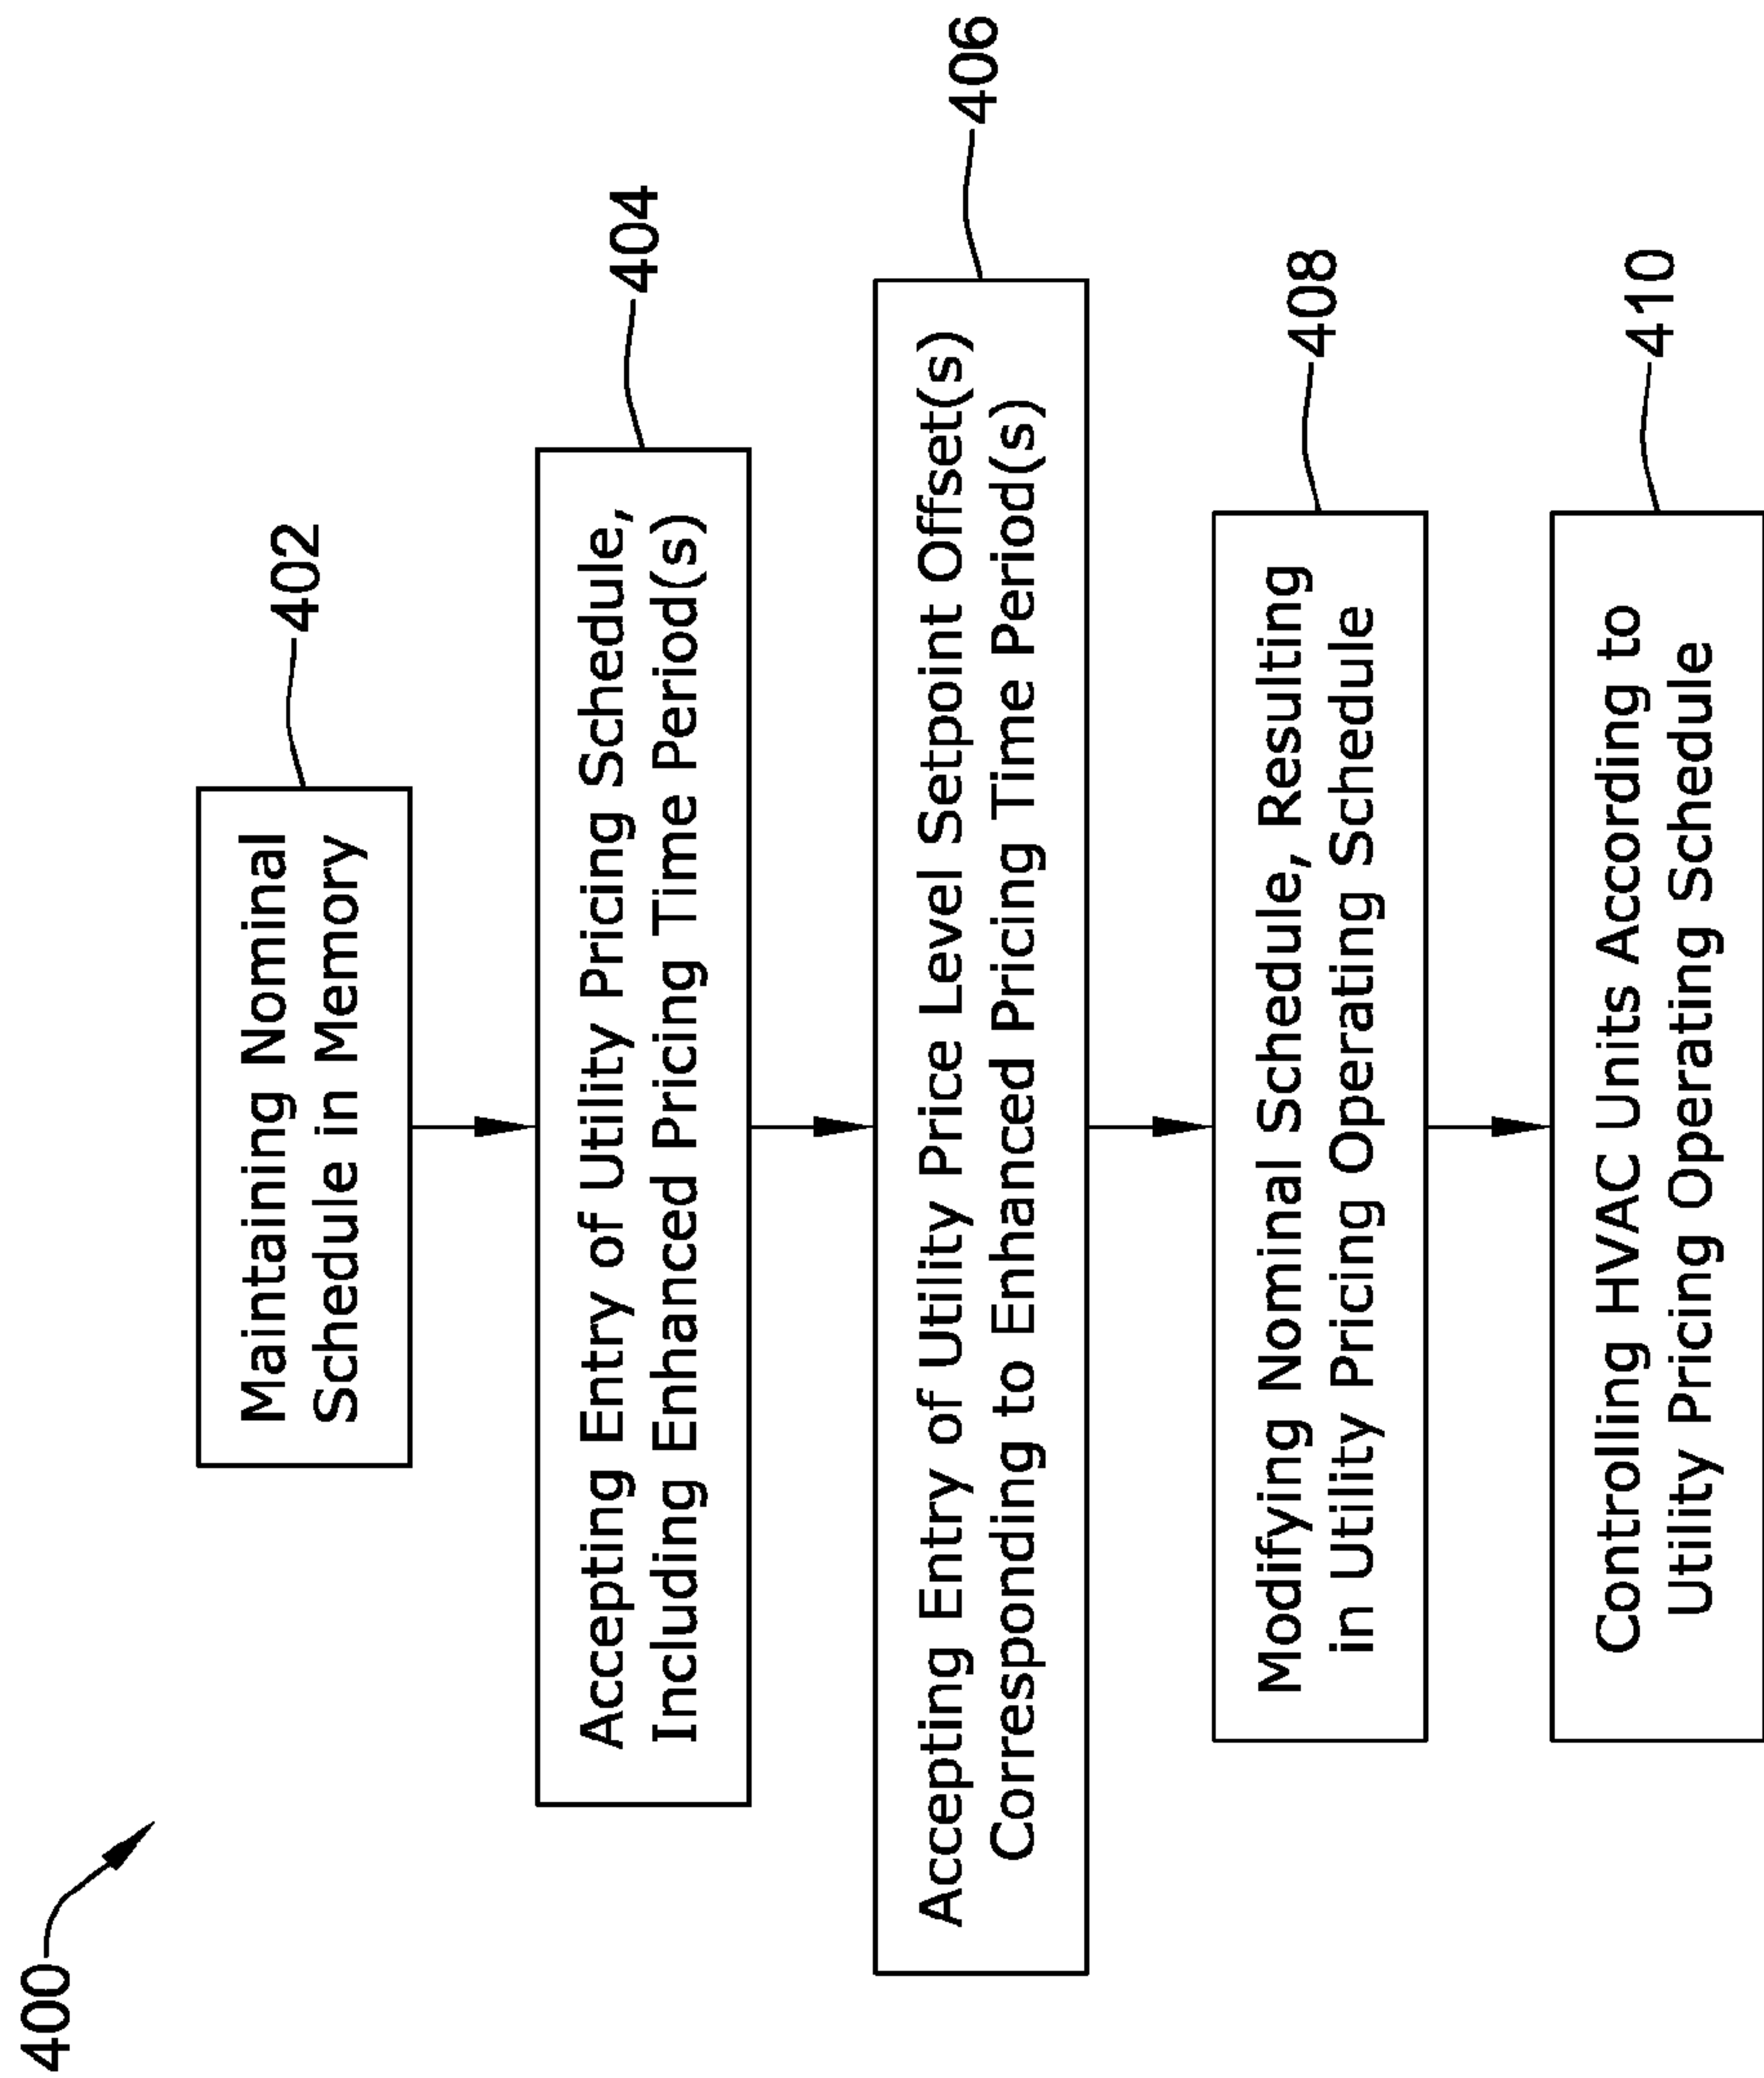 400
402
Maintaining Nominal
Schedule in Memory
404
Accepting Entry of Utility Pricing Schedule,
Including Enhanced Pricing Time Period(s)
406
Accepting Entry of Utility Price Level Setpoint Offset(s)
Corresponding to Enhanced Pricing Time Period(s)
408
Modifying Nominal Schedule, Resulting
in Utility Pricing Operating Schedule
410
Controlling HVAC Units According to
Utility Pricing Operating Schedule